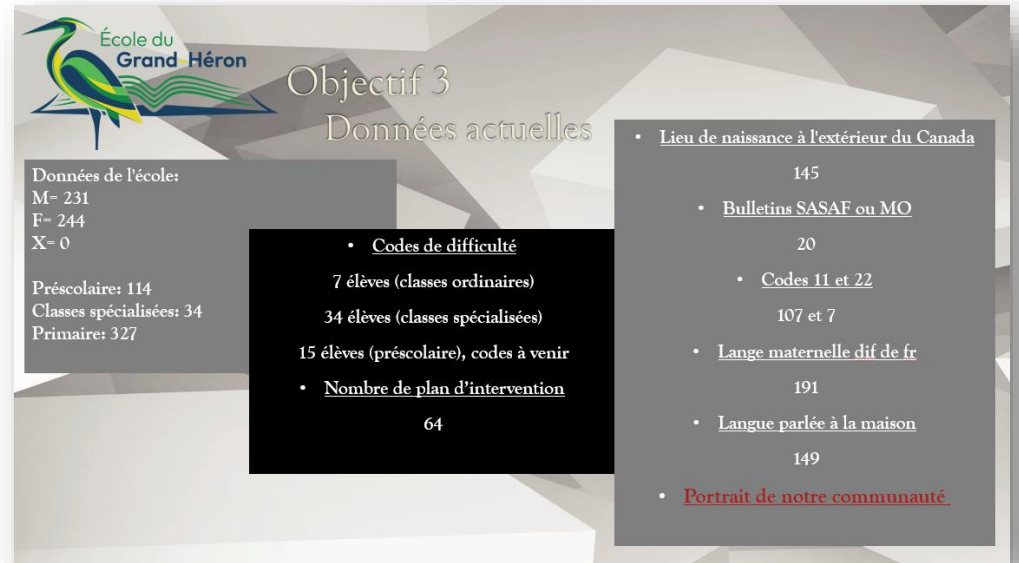 École du
Grand-Héron
Objectif 3
Données actuelles
Données de l'école:
M= 231
F= 244
X= 0
Préscolaire: 114
Classes spécialisées: 34
Primaire: 327
• Codes de difficulté
7 élèves (classes ordinaires)
34 élèves (classes spécialisées)
15 élèves (préscolaire), codes à venir
• Nombre de plan d'intervention
64
• Lieu de naissance à l'extérieur du Canada
145
• Bulletins SASAF ou MO
20
• Codes 11 et 22
107 et 7
• Lange maternelle dif de fr
191
• Langue parlée à la maison
149
• Portrait de notre communauté